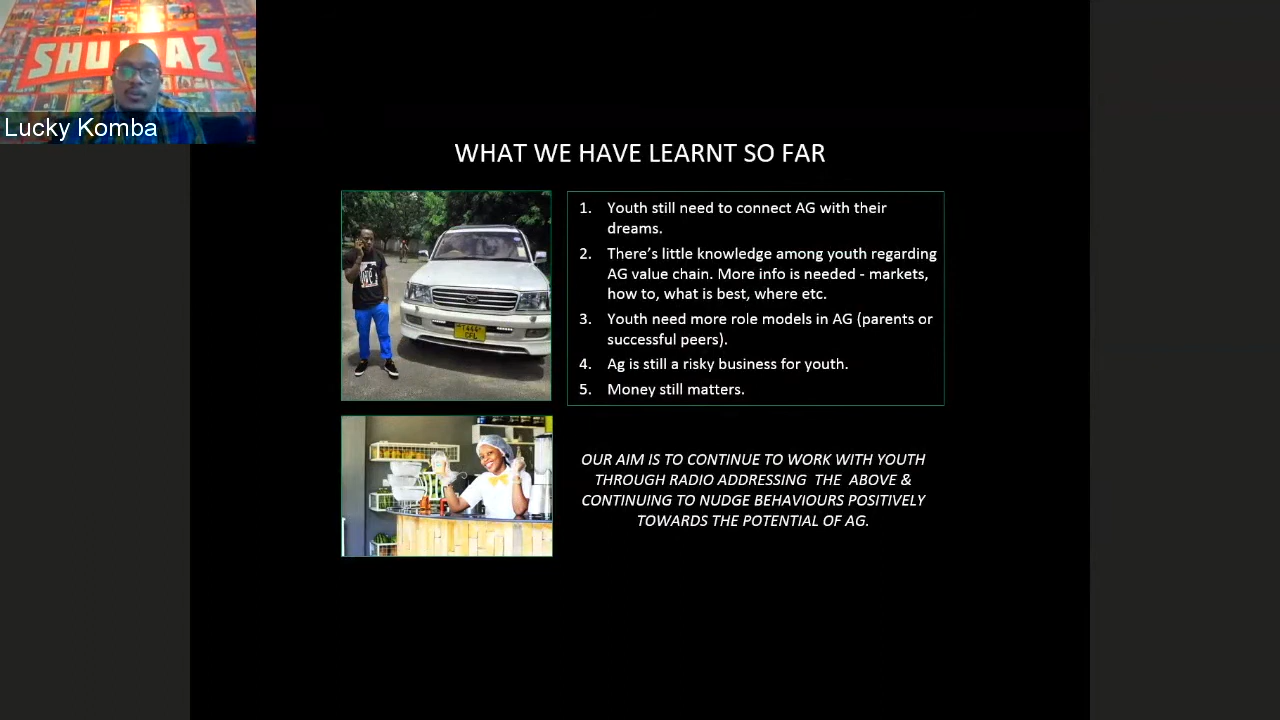 SHUJAAZ
Lucky Komba
WHAT WE HAVE LEARNT SO FAR
1. Youth still need to connect AG with their
dreams.
2. There's little knowledge among youth regarding
AG value chain. More info is needed - markets,
how to, what is best, where etc.
3. Youth need more role models in AG (parents or
successful peers).
4. Ag is still a risky business for youth.
5. Money still matters.
OUR AIM IS TO CONTINUE TO WORK WITH YOUTH
THROUGH RADIO ADDRESSING THE ABOVE &
CONTINUING TO NUDGE BEHAVIOURS POSITIVELY
TOWARDS THE POTENTIAL OF AG.